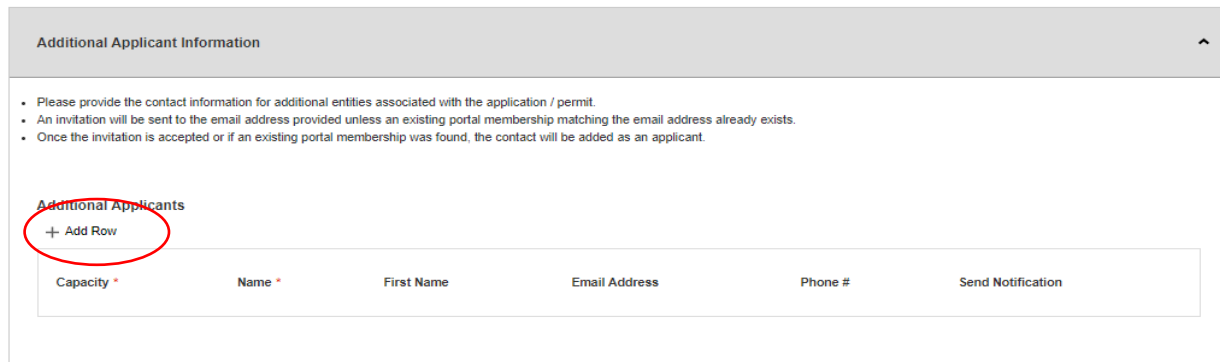 Additional Applicant Information
• Please provide the contact information for additional entities associated with the application / permit.
• An invitation will be sent to the email address provided unless an existing portal membership matching the email address already exists.
• Once the invitation is accepted or if an existing portal membership was found, the contact will be added as an applicant.
Additional Applicants
+ Add Row
Capacity * Name * First Name Email Address Phone # Send Notification